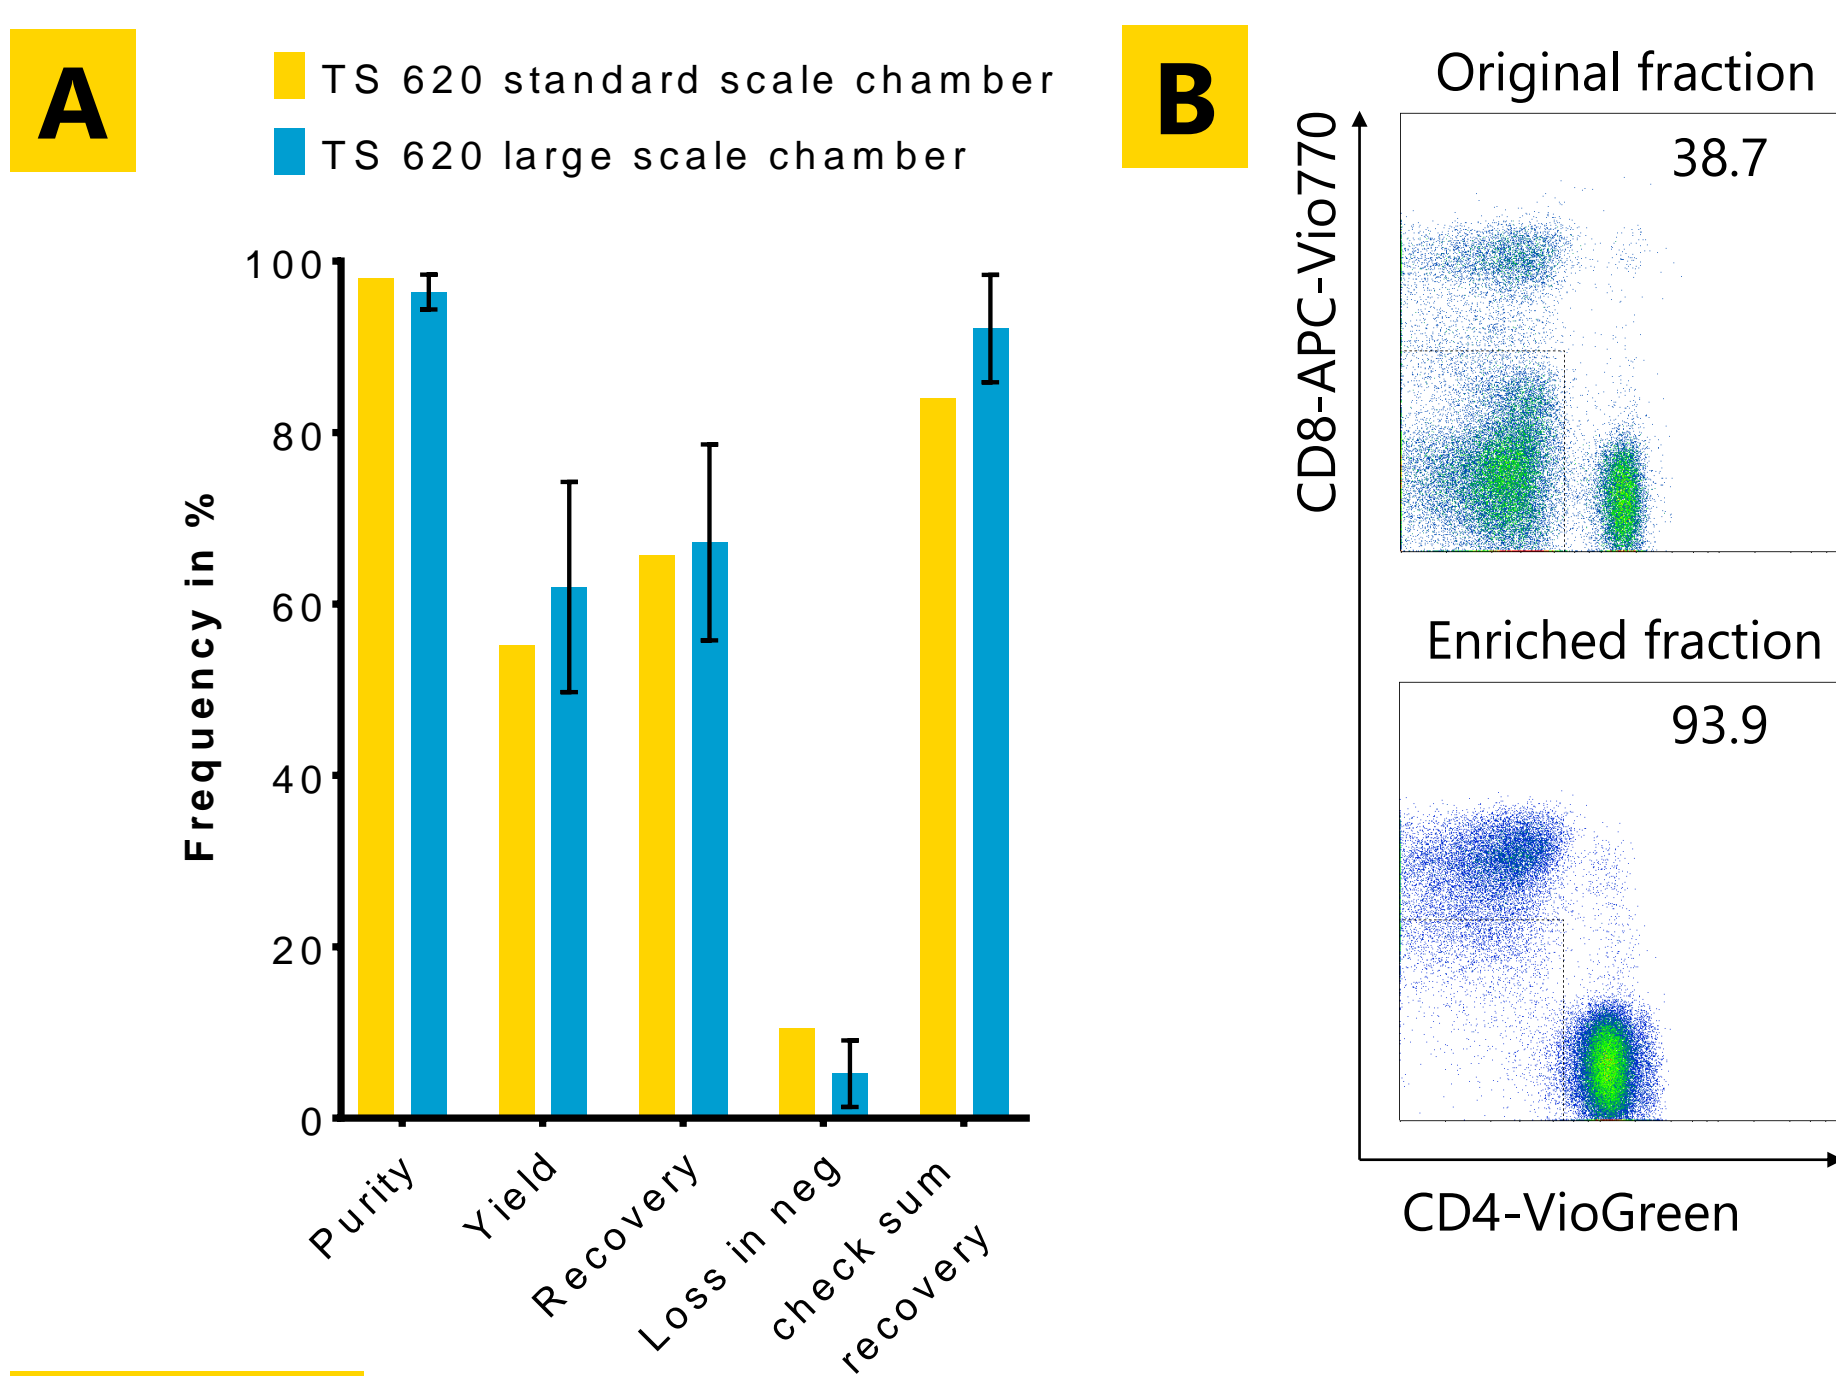 A
TS 620 standard scale chamber
TS 620 large scale chamber
Frequency in %
100
80
60
40
20
0
Purity
Yield
Recovery
Loss in neg
check sum
recovery
B
Original fraction
38.7
CD8-APC-Vio770
Enriched fraction
93.9
CD4-VioGreen